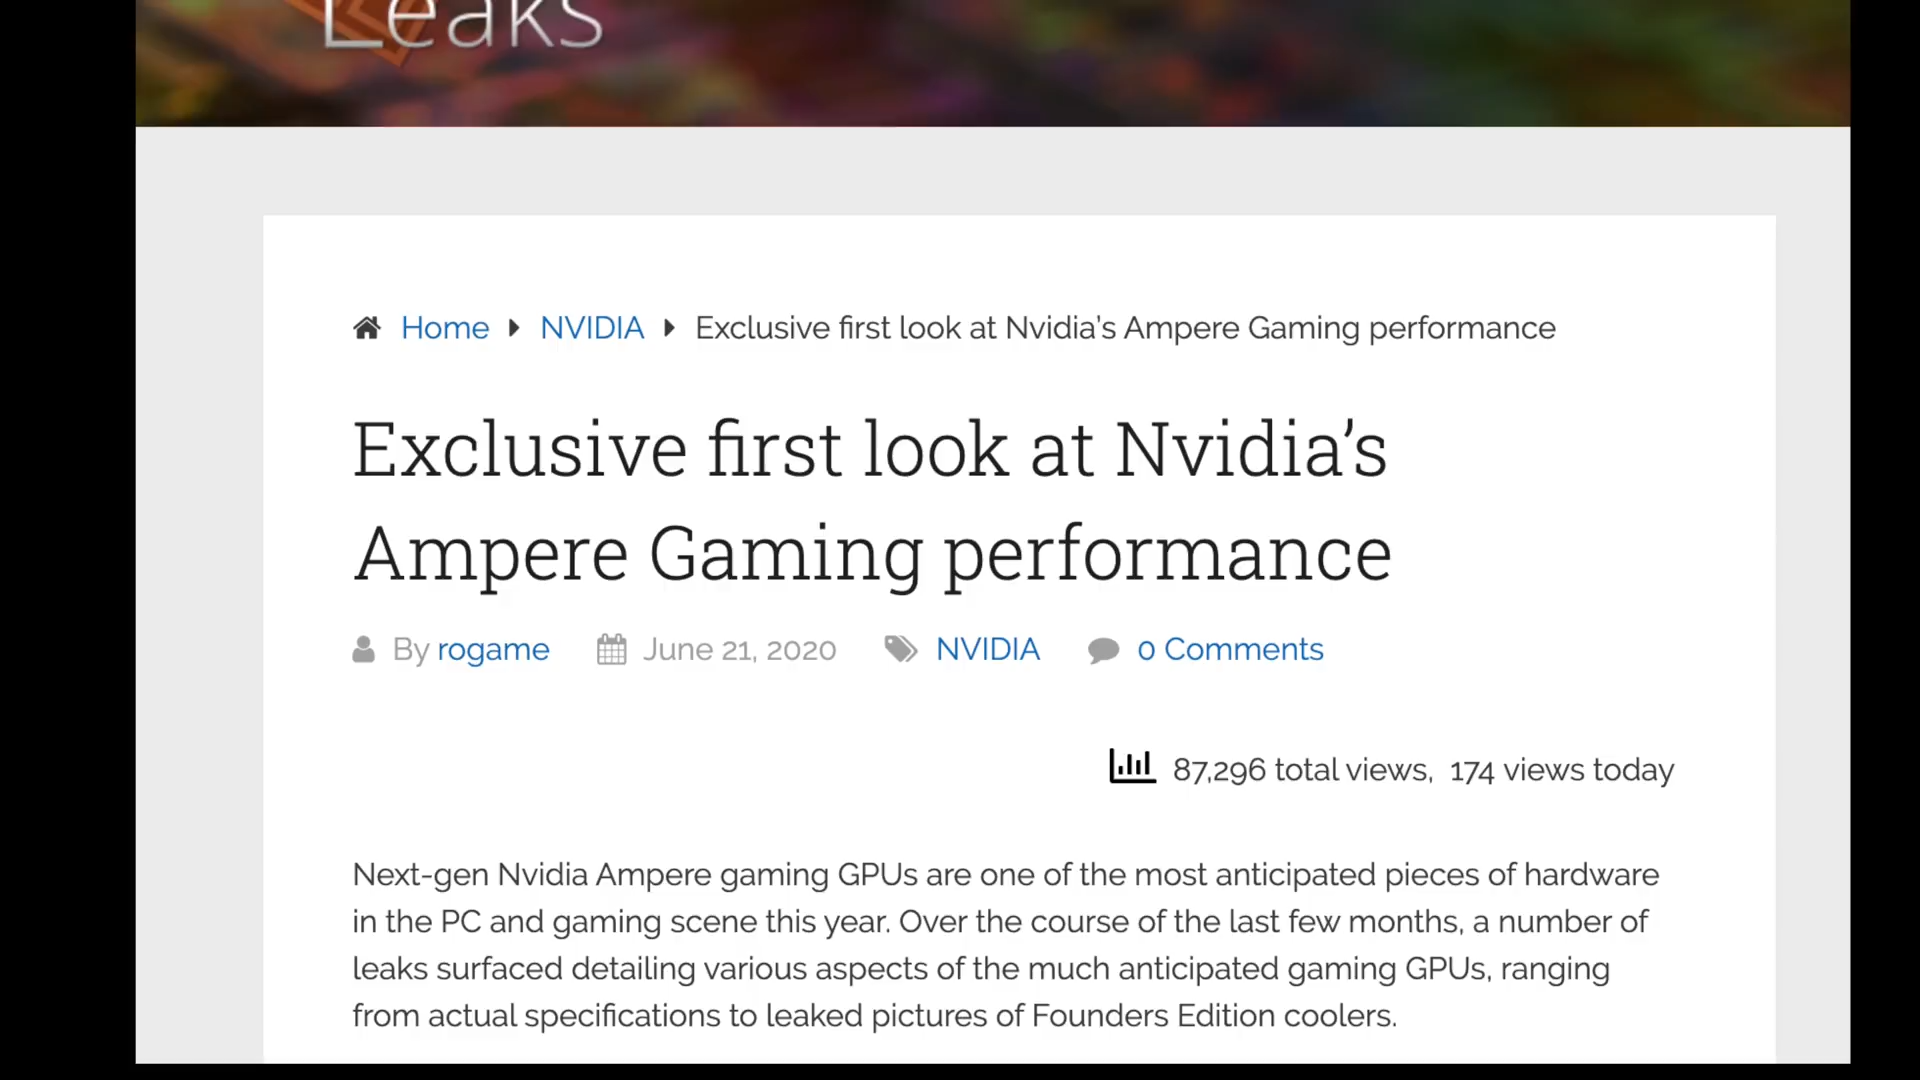 Leaks
Home NVIDIA Exclusive first look at Nvidia's Ampere Gaming performance
Exclusive first look at Nvidia's
Ampere Gaming performance
By rogame June 21, 2020 NVIDIA 0 Comments
87,296 total views, 174 views today
Next-gen Nvidia Ampere gaming GPUs are one of the most anticipated pieces of hardware
in the PC and gaming scene this year. Over the course of the last few months, a number of
leaks surfaced detailing various aspects of the much anticipated gaming GPUs, ranging
from actual specifications to leaked pictures of Founders Edition coolers.